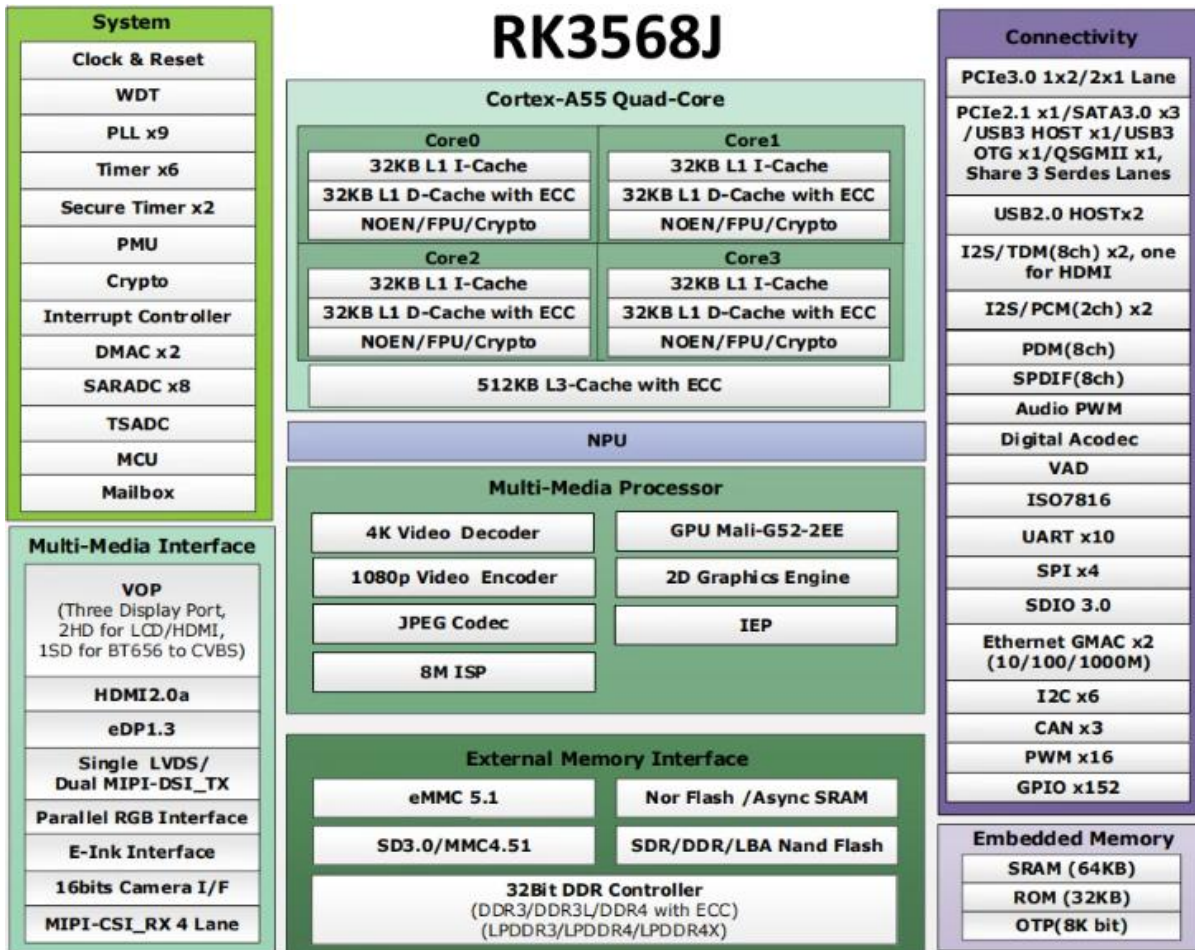 RK3568J
System
Clock & Reset
WDT
PLL x9
Timer x6
Secure Timer x2
PMU
Crypto
Interrupt Controller
DMAC x2
SARADC x8
TSADC
MCU
Mailbox
Multi-Media Interface
VOP
(Three Display Port,
2HD for LCD/HDMI,
1SD for BT656 to CVBS)
HDMI2.0a
eDP1.3
Single LVDS/
Dual MIPI-DSI_TX
Parallel RGB Interface
E-Ink Interface
16bits Camera I/F
MIPI-CSI_RX 4 Lane
Cortex-A55 Quad-Core
Core0
32KB L1 I-Cache
32KB L1 D-Cache with ECC
NOEN/FPU/Crypto
Core1
32KB L1 I-Cache
32KB L1 D-Cache with ECC
NOEN/FPU/Crypto
Core2
32KB L1 I-Cache
32KB L1 D-Cache with ECC
NOEN/FPU/Crypto
Core3
32KB L1 I-Cache
32KB L1 D-Cache with ECC
NOEN/FPU/Crypto
512KB L3-Cache with ECC
NPU
Multi-Media Processor
4K Video Decoder
1080p Video Encoder
JPEG Codec
8M ISP
GPU Mali-G52-2EE
2D Graphics Engine
IEP
External Memory Interface
eMMC 5.1
Nor Flash /Async SRAM
SD3.0/MMC4.51
SDR/DDR/LBA Nand Flash
32Bit DDR Controller
(DDR3/DDR3L/DDR4 with ECC)
(LPDDR3/LPDDR4/LPDDR4X)
Connectivity
PCIe3.0 1x2/2x1 Lane
PCIe2.1 x1/SATA3.0 x3
/USB3 HOST x1/USB3
OTG x1/QSGMII x1,
Share 3 Serdes Lanes
USB2.0 HOSTx2
I2S/TDM(8ch) x2, one
for HDMI
I2S/PCM(2ch) x2
PDM(8ch)
SPDIF(8ch)
Audio PWM
Digital Acodec
VAD
ISO7816
UART x10
SPI x4
SDIO 3.0
Ethernet GMAC x2
(10/100/1000M)
I2C x6
CAN x3
PWM x16
GPIO x152
Embedded Memory
SRAM (64KB)
ROM (32KB)
OTP(8K bit)